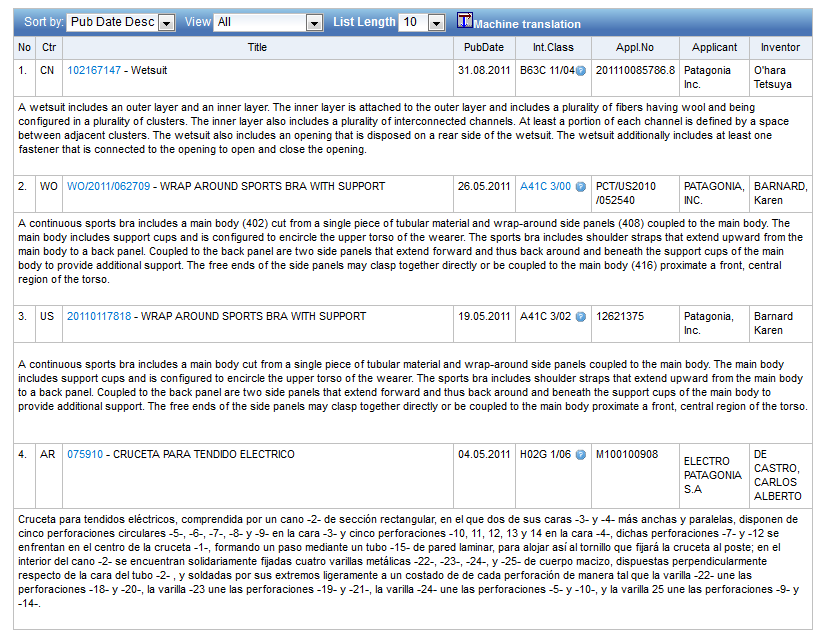 Sort by: Pub Date Desc View All List Length 10 Machine translation
No Ctr Title PubDate Int.Class Appl.No Applicant Inventor
1. CN 102167147 - Wetsuit 31.08.2011 B63C 11/04 201110085786.8 Patagonia O'hara
Inc. Tetsuya
A wetsuit includes an outer layer and an inner layer. The inner layer is attached to the outer layer and includes a plurality of fibers having wool and being
configured in a plurality of clusters. The inner layer also includes a plurality of interconnected channels. At least a portion of each channel is defined by a space
between adjacent clusters. The wetsuit also includes an opening that is disposed on a rear side of the wetsuit. The wetsuit additionally includes at least one
fastener that is connected to the opening to open and close the opening.
2. WO WO/2011/062709 - WRAP AROUND SPORTS BRA WITH SUPPORT 26.05.2011 A41C 3/00 PCT/US2010 PATAGONIA, BARNARD,
/052540 INC. Karen
A continuous sports bra includes a main body (402) cut from a single piece of tubular material and wrap-around side panels (408) coupled to the main body. The
main body includes support cups and is configured to encircle the upper torso of the wearer. The sports bra includes shoulder straps that extend upward from the
main body to a back panel. Coupled to the back panel are two side panels that extend forward and thus back around and beneath the support cups of the main
body to provide additional support. The free ends of the side panels may clasp together directly or be coupled to the main body (416) proximate a front, central
region of the torso.
3. US 20110117818 - WRAP AROUND SPORTS BRA WITH SUPPORT 19.05.2011 A41C 3/02 12621375 Patagonia, Barnard
Inc. Karen
A continuous sports bra includes a main body cut from a single piece of tubular material and wrap-around side panels coupled to the main body. The main body
includes support cups and is configured to encircle the upper torso of the wearer. The sports bra includes shoulder straps that extend upward from the main body
to a back panel. Coupled to the back panel are two side panels that extend forward and thus back around and beneath the support cups of the main body to
provide additional support. The free ends of the side panels may clasp together directly or be coupled to the main body proximate a front, central region of the torso.
4. AR 075910 - CRUCETA PARA TENDIDO ELECTRICO 04.05.2011 H02G 1/06 M100100908 ELECTRO DE
PATAGONIA CASTRO,
S.A CARLOS
ALBERTO
Cruceta para tendidos eléctricos, comprendida por un cano -2- de sección rectangular, en el que dos de sus caras -3- y -4- más anchas y paralelas, disponen de
cinco perforaciones circulares -5-, -6-, -7-, -8- y -9- en la cara -3- y cinco perforaciones -10, 11, 12, 13 y 14 en la cara -4-, dichas perforaciones -7- y -12 se
enfrentan en el centro de la cruceta -1-, formando un paso mediante un tubo -15- de pared laminar, para alojar así al tornillo que fijará la cruceta al poste; en el
interior del cano -2- se encuentran solidariamente fijadas cuatro varillas metálicas -22-, -23-, -24-, y -25- de cuerpo macizo, dispuestas perpendicularmente
respecto de la cara del tubo -2- , y soldadas por sus extremos ligeramente a un costado de de cada perforación de manera tal que la varilla -22- une las
perforaciones -18- y -20-, la varilla -23 une las perforaciones -19- y -21-, la varilla -24- une las perforaciones -5- y -10-, y la varilla 25 une las perforaciones -9- y
-14-.